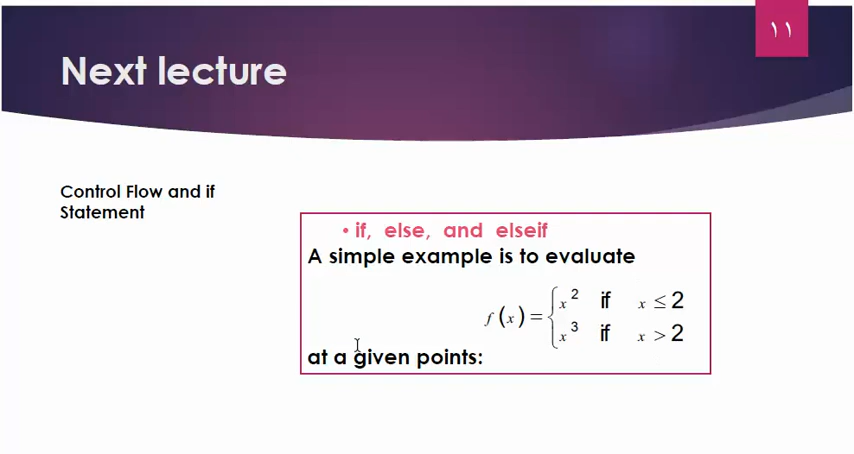 ١١
Next lecture
Control Flow and if
Statement
• if, else, and elseif
A simple example is to evaluate
f(x) = { x² if x ≤ 2
x³ if x > 2
at a given points: